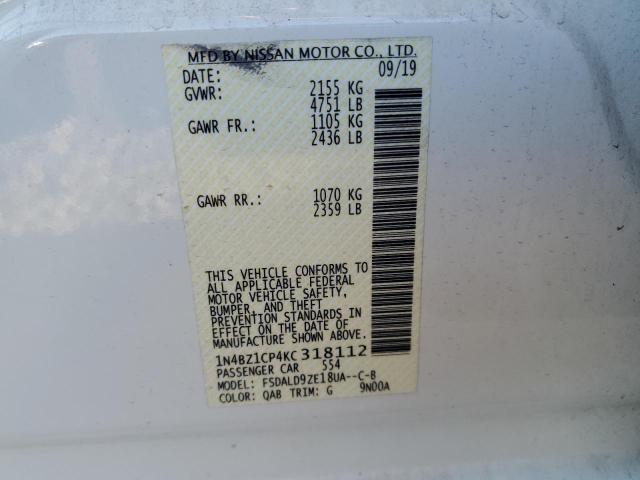 MFD BY NISSAN MOTOR CO., LTD.
DATE: 09/19
GVWR: 2155 KG
4751 LB
GAWR FR.: 1105 KG
2436 LB
GAWR RR.: 1070 KG
2359 LB
THIS VEHICLE CONFORMS TO
ALL APPLICABLE FEDERAL
MOTOR VEHICLE SAFETY,
BUMPER, AND THEFT
PREVENTION STANDARDS IN
EFFECT ON THE DATE OF
MANUFACTURE SHOWN ABOVE.
1N4BZ1CP4KC318112
PASSENGER CAR 554
MODEL: FSDALD9ZE18UA--C-B
COLOR: QAB TRIM: G 9N00A